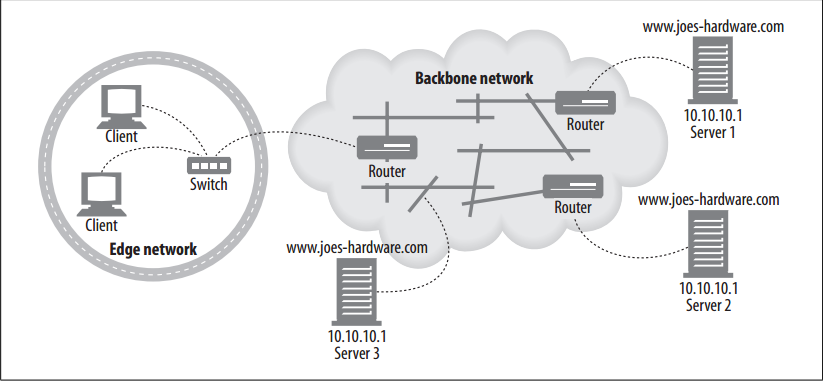 www.joes-hardware.com
Backbone network
10.10.10.1
Server 1
Router
Client
Router
Switch
Router
www.joes-hardware.com
Client
Edge network
www.joes-hardware.com
10.10.10.1
Server 2
10.10.10.1
Server 3